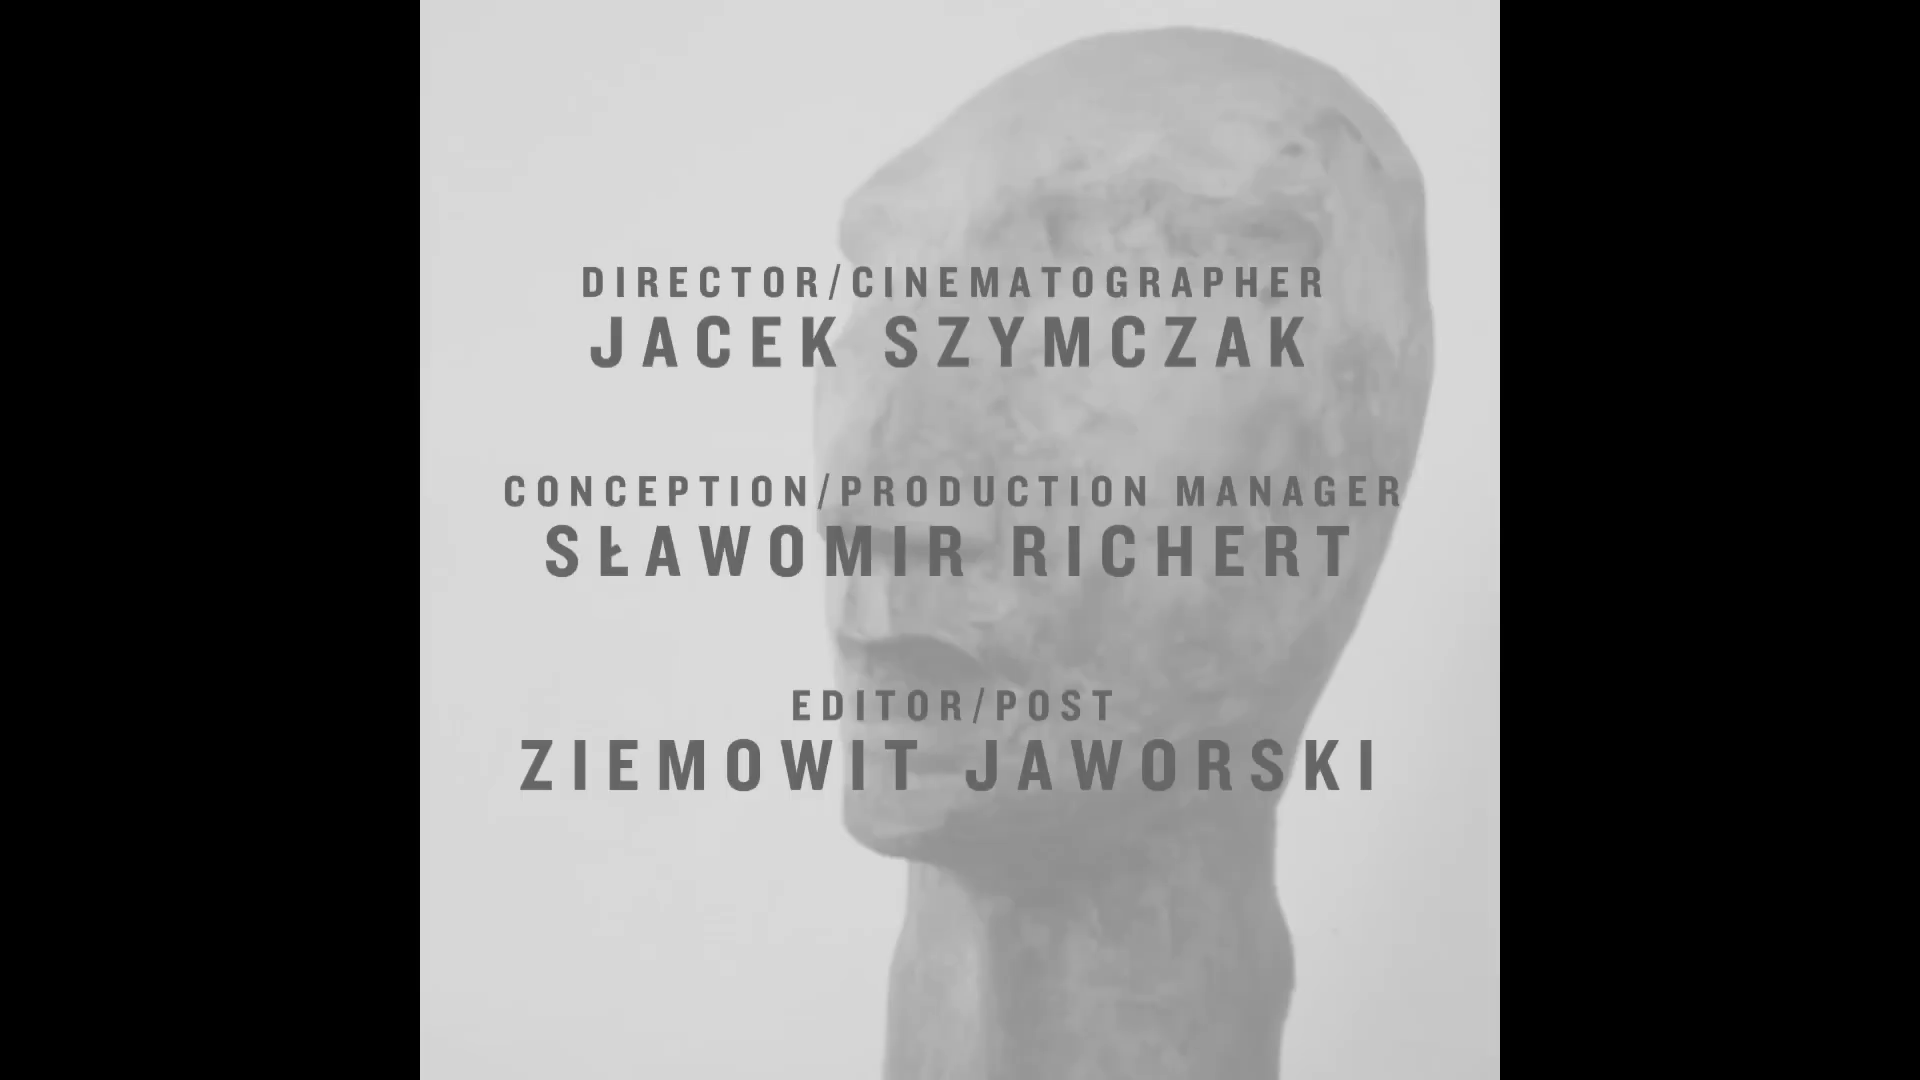 DIRECTOR/CINEMATOGRAPHER
JACEK SZYMCZAK
CONCEPTION/PRODUCTION MANAGER
SŁAWOMIR RICHERT
EDITOR/POST
ZIEMOWIT JAWORSKI